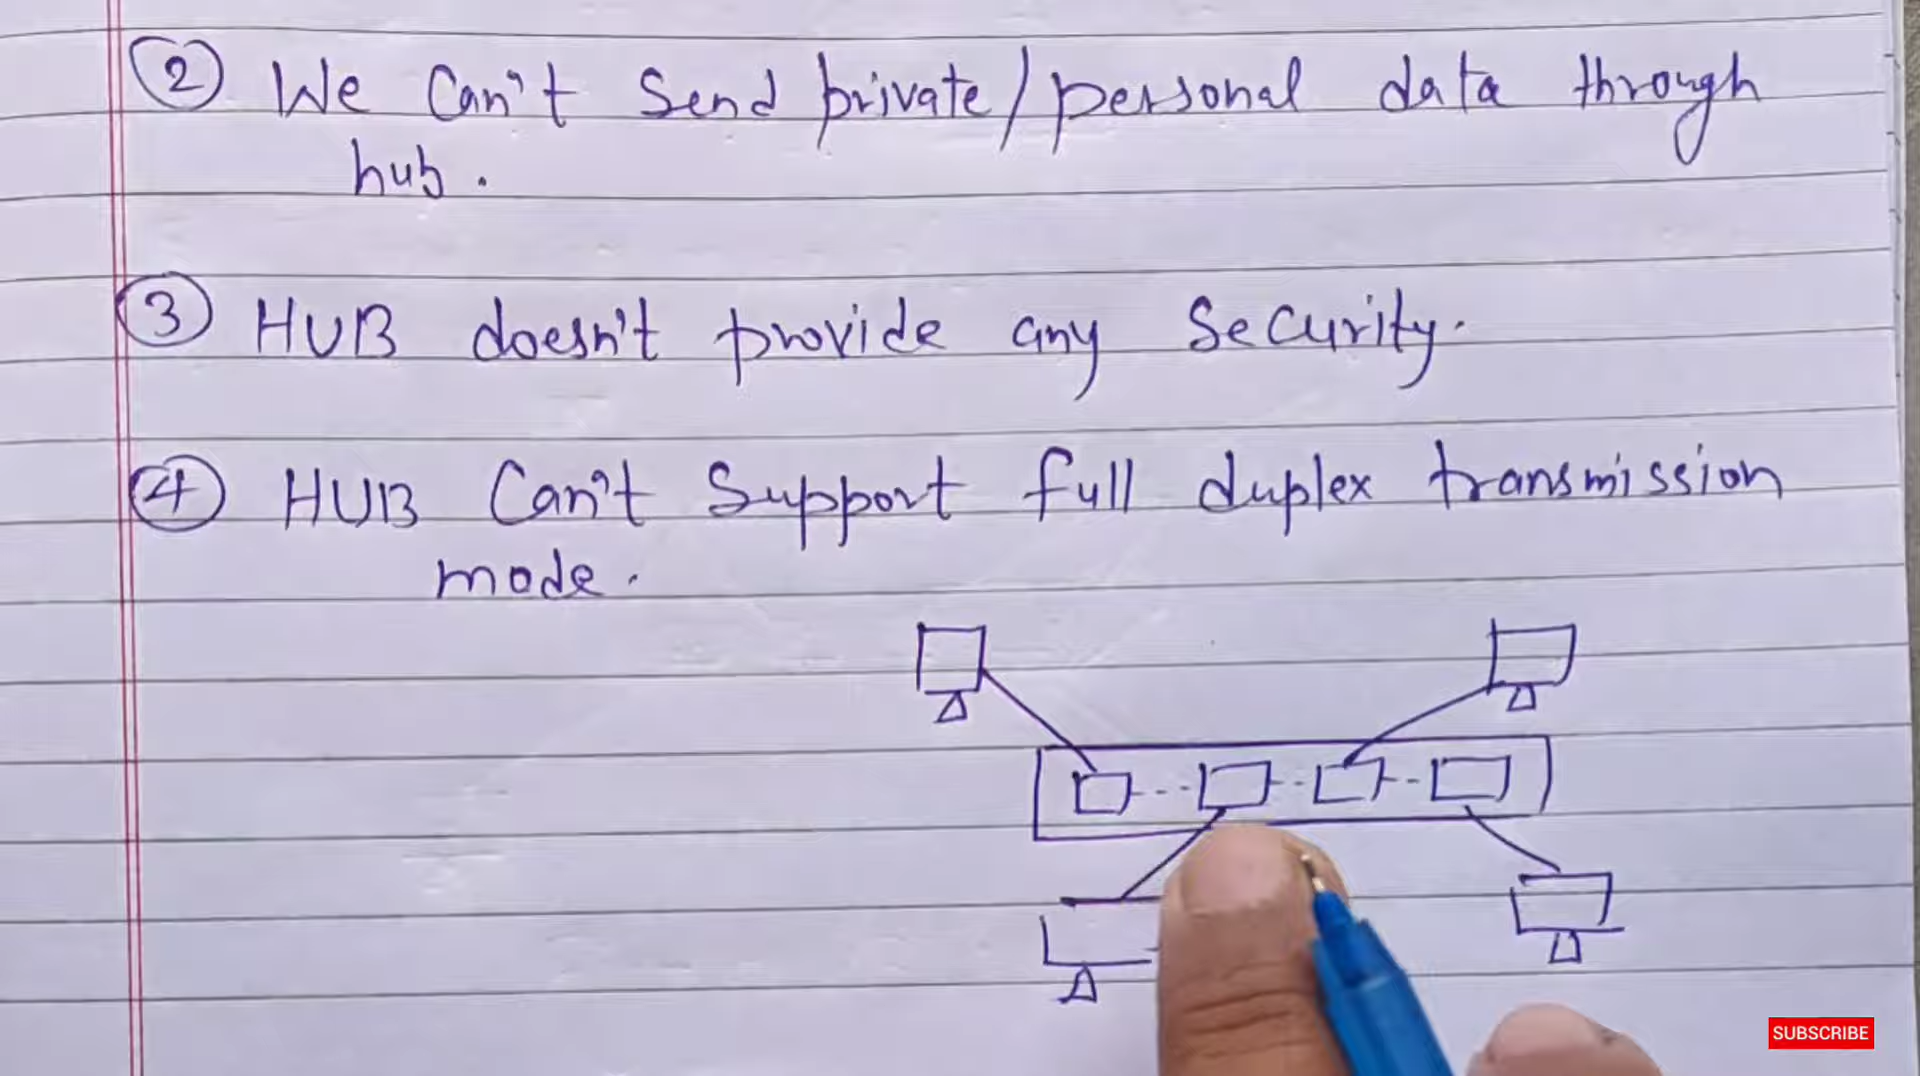 ② We Can't Send private/personal data through
hub.
③ HUB doesn't provide any Security.
④ HUB Can't Support full duplex transmission
mode.
SUBSCRIBE